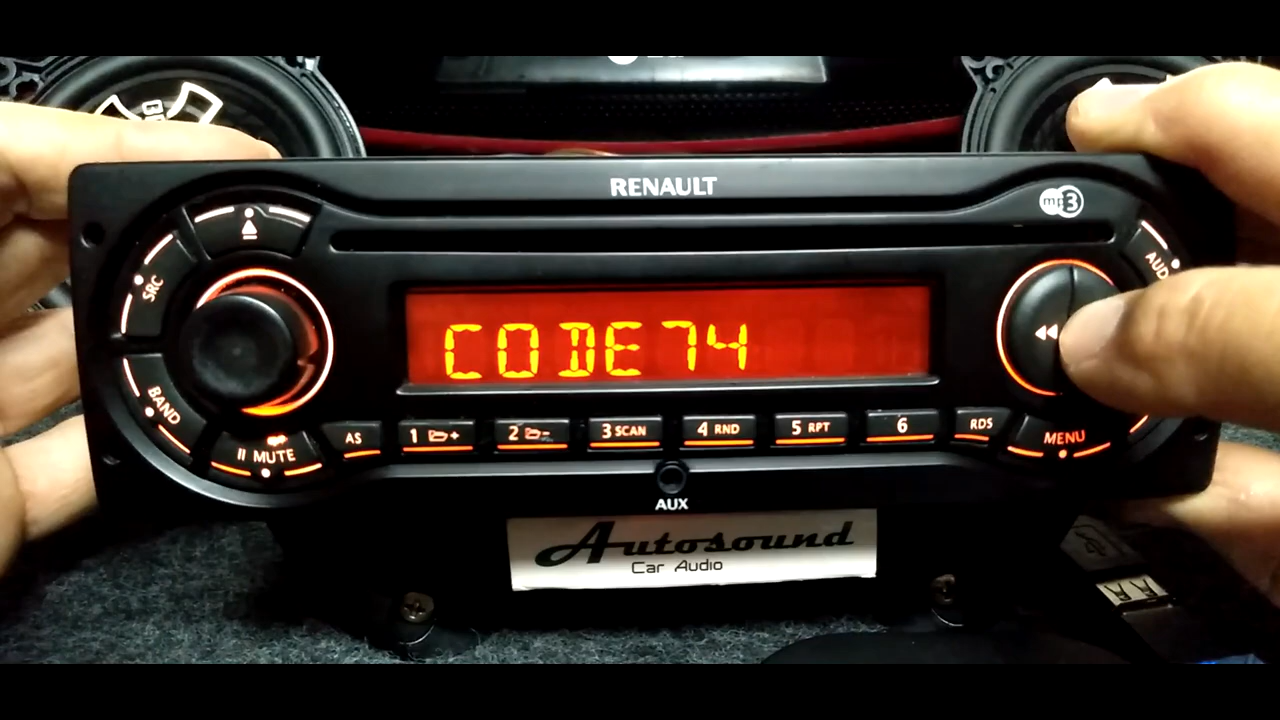 RENAULT
mp3
SRC
AUD
CODE74
BAND
MUTE
AS
1
2
3 SCAN
4 RND
5 RPT
6
RDS
MENU
AUX
Autosound
Car Audio